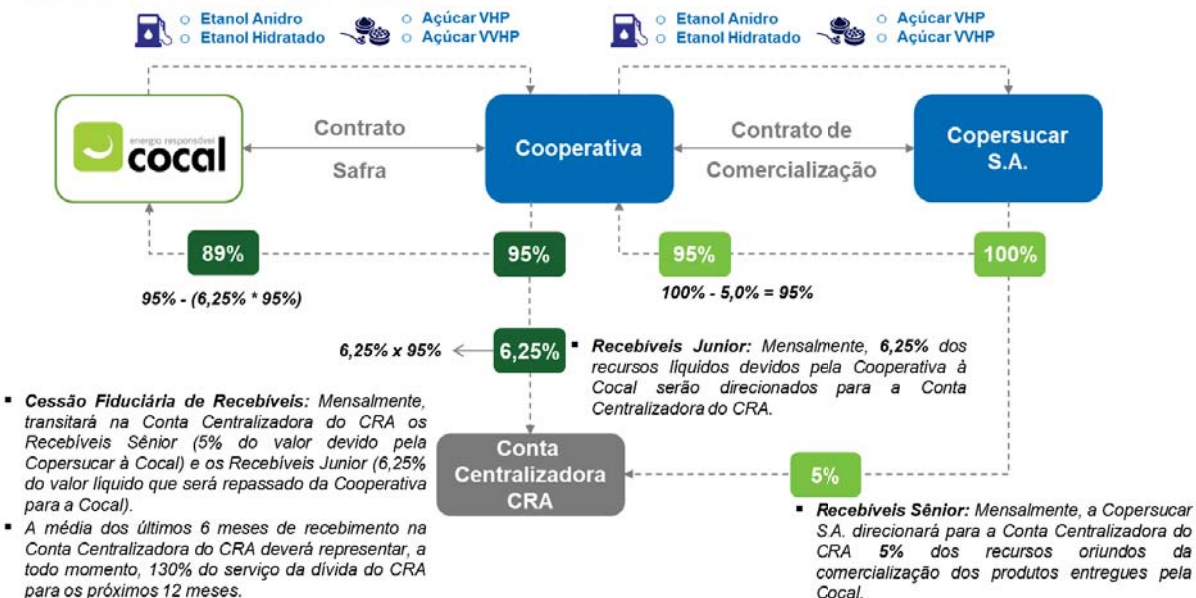 Etanol Anidro
Etanol Hidratado
Açúcar VHP
Açúcar VVHP
Etanol Anidro
Etanol Hidratado
Açúcar VHP
Açúcar VVHP
energia responsável
cocal
Contrato
Safra
Cooperativa
Contrato de
Comercialização
Copersucar
S.A.
89%
95%
95%
100%
95% - (6,25% * 95%)
100% - 5,0% = 95%
6,25% x 95%
6,25%
▪ Recebíveis Junior: Mensalmente, 6,25% dos
recursos líquidos devidos pela Cooperativa à
Cocal serão direcionados para a Conta
Centralizadora do CRA.
▪ Cessão Fiduciária de Recebíveis: Mensalmente,
transitará na Conta Centralizadora do CRA os
Recebíveis Sênior (5% do valor devido pela
Copersucar à Cocal) e os Recebíveis Junior (6,25%
do valor líquido que será repassado da Cooperativa
para a Cocal).
▪ A média dos últimos 6 meses de recebimento na
Conta Centralizadora do CRA deverá representar, a
todo momento, 130% do serviço da dívida do CRA
para os próximos 12 meses.
Conta
Centralizadora
CRA
5%
▪ Recebíveis Sênior: Mensalmente, a Copersucar
S.A. direcionará para a Conta Centralizadora do
CRA 5% dos recursos oriundos da
comercialização dos produtos entregues pela
Cocal.